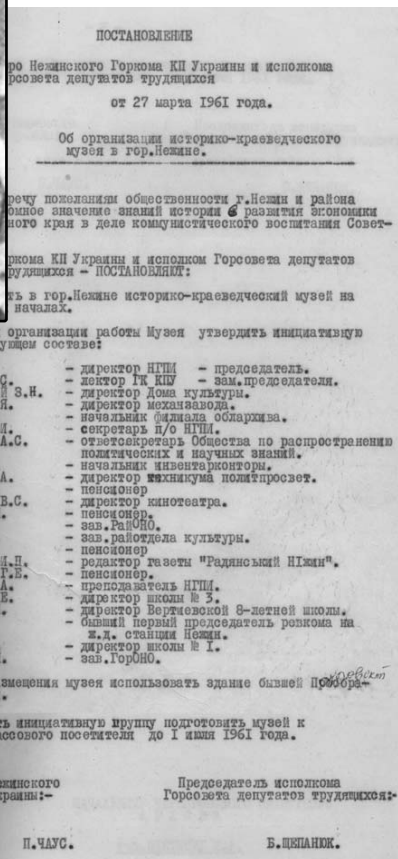 ПОСТАНОВЛЕНИЕ
ро Нежинского Горкома КП Украины и исполкома
рсовета депутатов трудящихся
от 27 марта 1961 года.
Об организации историко-краеведческого
музея в гор.Нежине.
речу пожеланиям общественности г.Нежин и района
омное значение знаний истории в развития экономики
ного края в деле коммунистического воспитания Совет-
ркома КП Украины и исполком Горсовета депутатов
рудящихся - ПОСТАНОВЛЯЮТ:
ть в гор.Нежине историко-краеведческий музей на
началах.
организации работы Музея утвердить инициативную
ующем составе:
- директор НГПИ - председатель.
С. - лектор ГК КПУ - зам.председателя.
й З.Н. - директор Дома культуры.
Я. - директор мехзавода.
- начальник филиала облархива.
И. - секретарь п/о НГПИ.
А.С. - ответсекретарь Общества по распространению
политических и научных знаний.
- начальник инвентарконторы.
А. - директор техникума политпросвет.
- пенсионер
В.С. - директор кинотеатра.
. - пенсионер.
- зав.РайОНО.
- зав.райотдела культуры.
- пенсионер
И.П. - редактор газеты "Радянський Ніжин".
Г.Е. - пенсионер.
А. - преподаватель НГПИ.
Е. - директор школы № 3.
. - директор Вертиевской 8-летней школы.
- бывший первый председатель ревкома на
ж.д. станции Нежин.
- директор школы № I.
. - зав.ГорОНО.
змещения музея использовать здание бывшей
.
ть инициативную группу подготовить музей к
ассового посетителя до I июля 1961 года.
ежинского Председатель исполкома
краины:- Горсовета депутатов трудящихся:-
П.ЧАУС. Б.ЩЕПАНЮК.